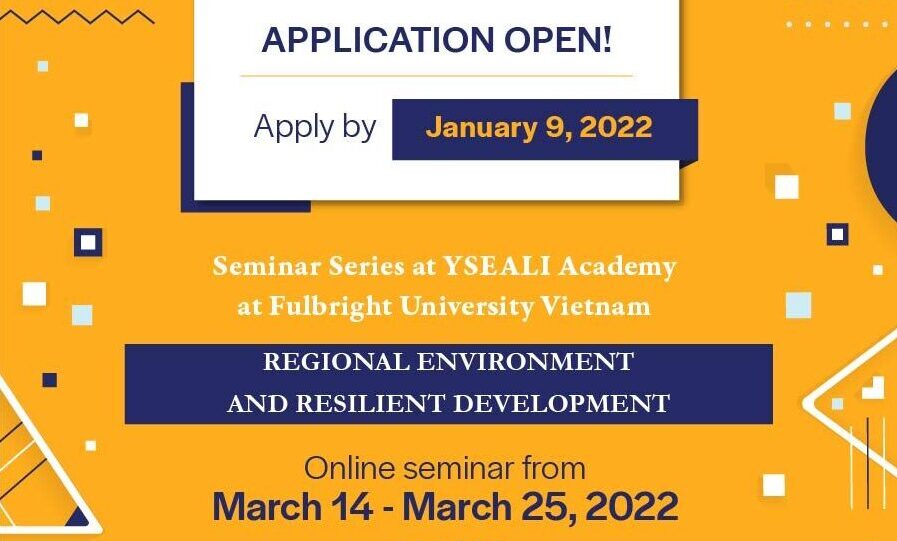 APPLICATION OPEN!
Apply by January 9, 2022
Seminar Series at YSEALI Academy
at Fulbright University Vietnam
REGIONAL ENVIRONMENT
AND RESILIENT DEVELOPMENT
Online seminar from
March 14 - March 25, 2022